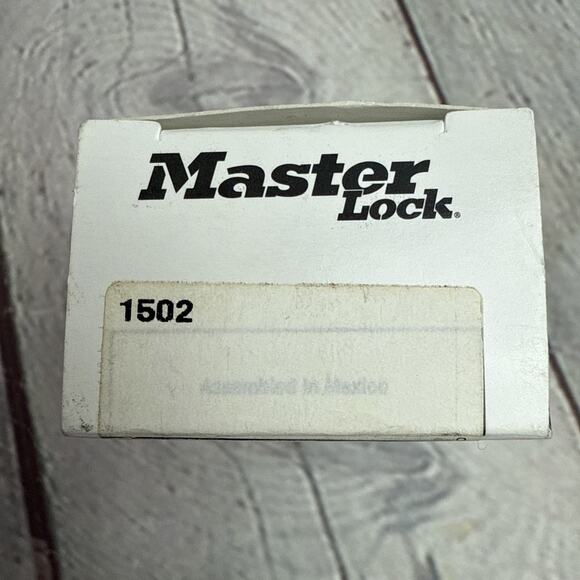 Master
Lock®
1502
Assembled in Mexico